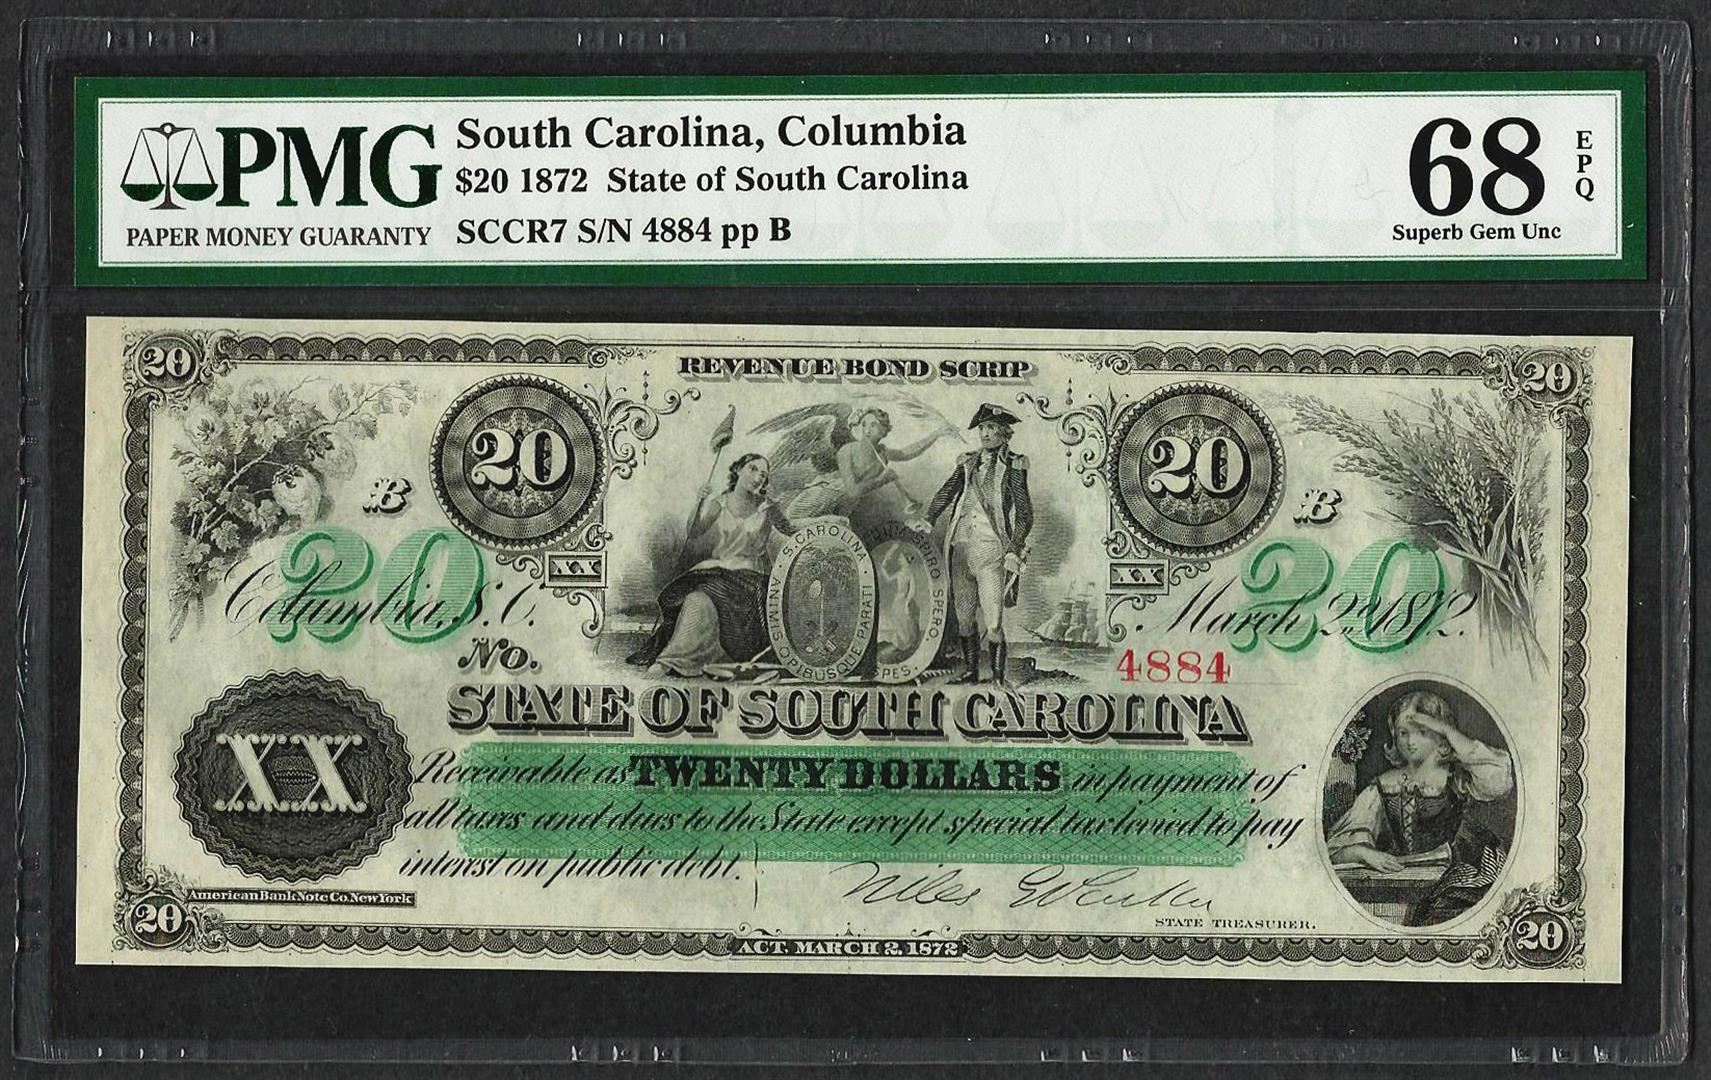 PMG
PAPER MONEY GUARANTY
South Carolina, Columbia
$20 1872 State of South Carolina
SCCR7 S/N 4884 pp B
68
EPQ
Superb Gem Unc
20
REVENUE BOND SCRIP
20
20
20
B
B
20
20
XX
XX
S. CAROLINA
ANIMIS OPIBUSQUE PARATI
SPIRO SPERO
SPES.
Columbia, S.C.
March 2nd 1872.
No.
4884
STATE OF SOUTH CAROLINA
XX
Receivable as TWENTY DOLLARS in payment of
all taxes and dues to the State except special tax levied to pay
interest on public debt.
Niles G Parker
STATE TREASURER.
American Bank Note Co. New York
20
ACT. MARCH 2, 1872
20